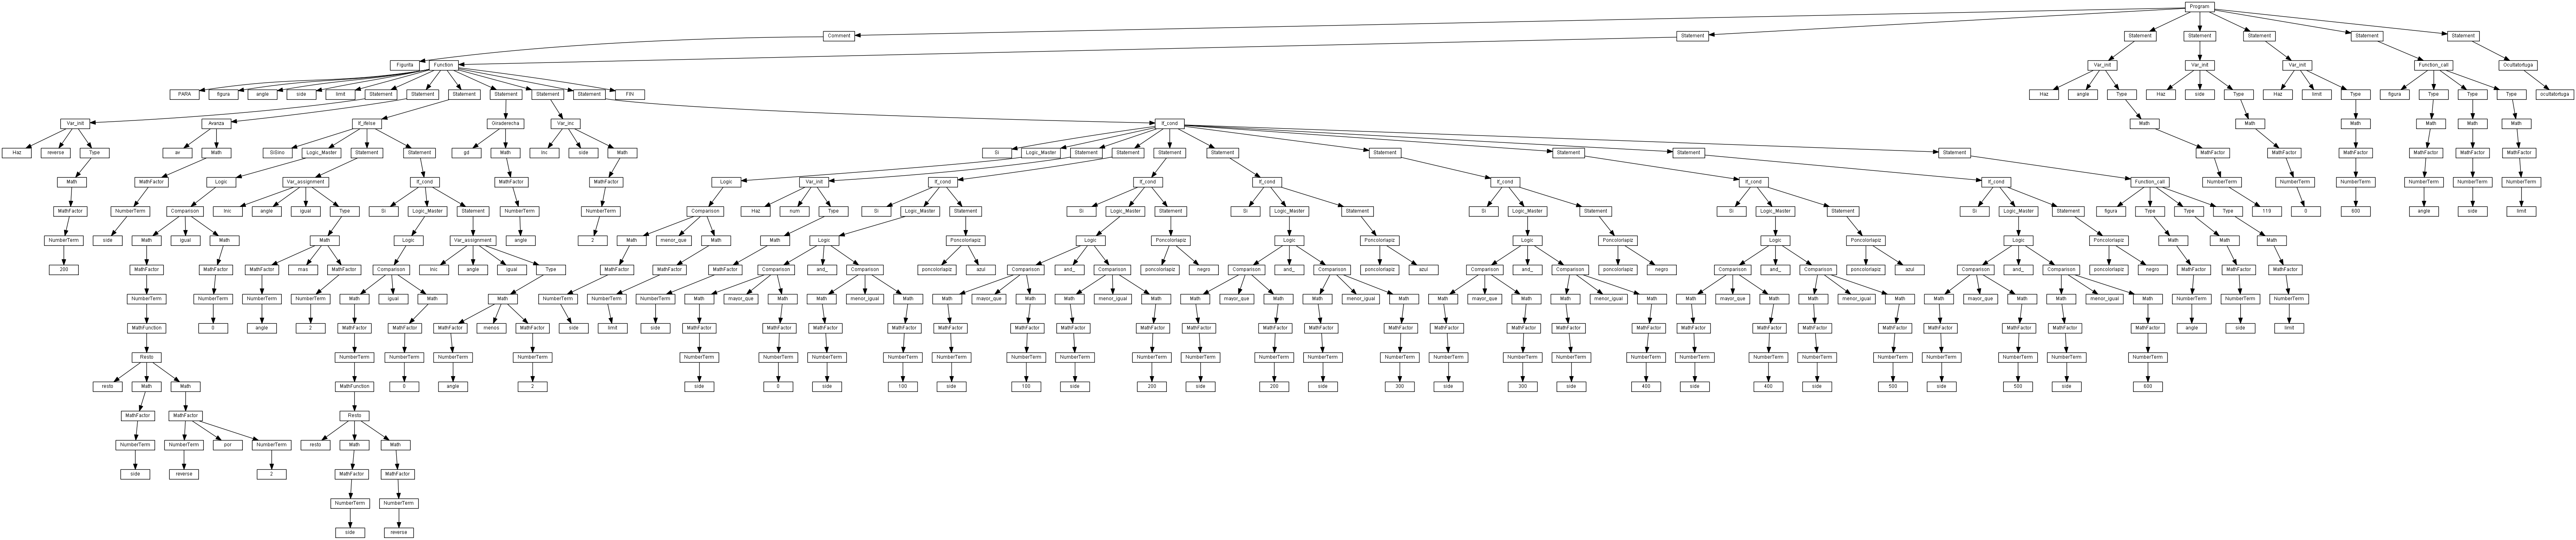 Program
Comment Statement Statement Statement Statement Statement Statement
Figurita Function Var_init Var_init Var_init Function_call Ocultatortuga
PARA figura angle side limit Statement Statement Statement Statement Statement Statement FIN Haz angle Type Haz side Type Haz limit Type figura Type Type Type ocultatortuga
Var_init Avanza If_ifelse Giraderecha Var_inc If_cond Math Math Math Math Math Math
Haz reverse Type av Math SiSino Logic_Master Statement Statement gd Math Inc side Math Si Logic_Master Statement Statement Statement Statement Statement Statement Statement Statement MathFactor MathFactor MathFactor MathFactor MathFactor MathFactor
Math MathFactor Logic Var_assignment If_cond MathFactor MathFactor Logic Var_init If_cond If_cond If_cond If_cond If_cond If_cond Function_call NumberTerm NumberTerm NumberTerm NumberTerm NumberTerm NumberTerm
MathFactor NumberTerm Comparison Inic angle igual Type Si Logic_Master Statement NumberTerm NumberTerm Comparison Haz num Type Si Logic_Master Statement Si Logic_Master Statement Si Logic_Master Statement Si Logic_Master Statement Si Logic_Master Statement Si Logic_Master Statement figura Type Type Type 119 0 600 angle side limit
NumberTerm side Math igual Math Math Logic Var_assignment angle 2 Math menor_que Math Math Logic Poncolorlapiz Logic Poncolorlapiz Logic Poncolorlapiz Logic Poncolorlapiz Logic Poncolorlapiz Logic Poncolorlapiz Math Math Math
200 MathFactor MathFactor MathFactor mas MathFactor Comparison Inic angle igual Type MathFactor MathFactor MathFactor Comparison and_ Comparison poncolorlapiz azul Comparison and_ Comparison poncolorlapiz negro Comparison and_ Comparison poncolorlapiz azul Comparison and_ Comparison poncolorlapiz negro Comparison and_ Comparison poncolorlapiz azul Comparison and_ Comparison poncolorlapiz negro MathFactor MathFactor MathFactor
NumberTerm NumberTerm NumberTerm NumberTerm Math igual Math Math NumberTerm NumberTerm NumberTerm Math mayor_que Math Math menor_igual Math Math mayor_que Math Math menor_igual Math Math mayor_que Math Math menor_igual Math Math mayor_que Math Math menor_igual Math Math mayor_que Math Math menor_igual Math Math mayor_que Math Math menor_igual Math NumberTerm NumberTerm NumberTerm
MathFunction 0 angle 2 MathFactor MathFactor MathFactor menos MathFactor side limit side MathFactor MathFactor MathFactor MathFactor MathFactor MathFactor MathFactor MathFactor MathFactor MathFactor MathFactor MathFactor MathFactor MathFactor MathFactor MathFactor MathFactor MathFactor MathFactor MathFactor MathFactor MathFactor MathFactor MathFactor angle side limit
Resto NumberTerm NumberTerm NumberTerm NumberTerm NumberTerm NumberTerm NumberTerm NumberTerm NumberTerm NumberTerm NumberTerm NumberTerm NumberTerm NumberTerm NumberTerm NumberTerm NumberTerm NumberTerm NumberTerm NumberTerm NumberTerm NumberTerm NumberTerm NumberTerm NumberTerm NumberTerm NumberTerm NumberTerm
resto Math Math MathFunction 0 angle 2 side 0 side 100 side 100 side 200 side 200 side 300 side 300 side 400 side 400 side 500 side 500 side 600
MathFactor MathFactor Resto
NumberTerm NumberTerm por NumberTerm resto Math Math
side reverse 2 MathFactor MathFactor
NumberTerm NumberTerm
side reverse